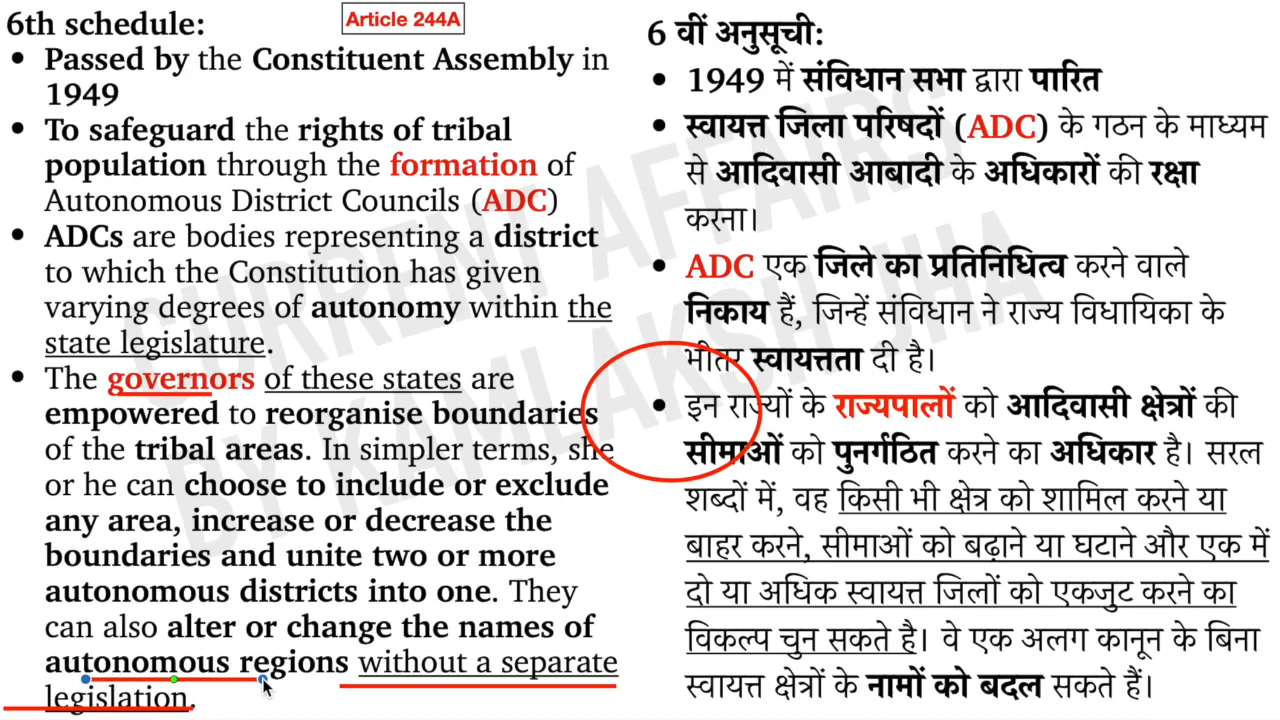 6th schedule:
Article 244A
• Passed by the Constituent Assembly in
1949
• To safeguard the rights of tribal
population through the formation of
Autonomous District Councils (ADC)
• ADCs are bodies representing a district
to which the Constitution has given
varying degrees of autonomy within the
state legislature.
• The governors of these states are
empowered to reorganise boundaries
of the tribal areas. In simpler terms, she
or he can choose to include or exclude
any area, increase or decrease the
boundaries and unite two or more
autonomous districts into one. They
can also alter or change the names of
autonomous regions without a separate
legislation.
6 वीं अनुसूची:
• 1949 में संविधान सभा द्वारा पारित
• स्वायत्त जिला परिषदों (ADC) के गठन के माध्यम
से आदिवासी आबादी के अधिकारों की रक्षा
करना।
• ADC एक जिले का प्रतिनिधित्व करने वाले
निकाय हैं, जिन्हें संविधान ने राज्य विधायिका के
भीतर स्वायत्तता दी है।
• इन राज्यों के राज्यपालों को आदिवासी क्षेत्रों की
सीमाओं को पुनर्गठित करने का अधिकार है। सरल
शब्दों में, वह किसी भी क्षेत्र को शामिल करने या
बाहर करने, सीमाओं को बढ़ाने या घटाने और एक में
दो या अधिक स्वायत्त जिलों को एकजुट करने का
विकल्प चुन सकते है। वे एक अलग कानून के बिना
स्वायत्त क्षेत्रों के नामों को बदल सकते हैं।
CURRENT AFFAIRS
BY KAMLAKSH JHA